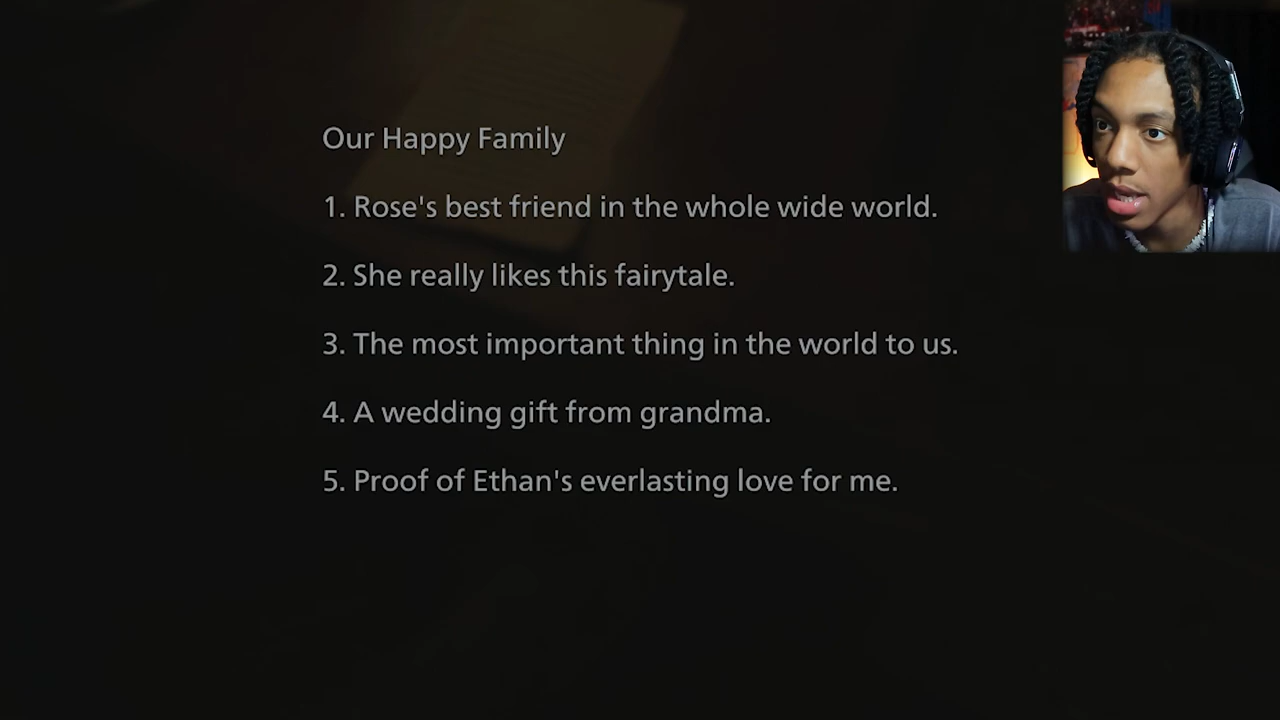 Our Happy Family
1. Rose's best friend in the whole wide world.
2. She really likes this fairytale.
3. The most important thing in the world to us.
4. A wedding gift from grandma.
5. Proof of Ethan's everlasting love for me.